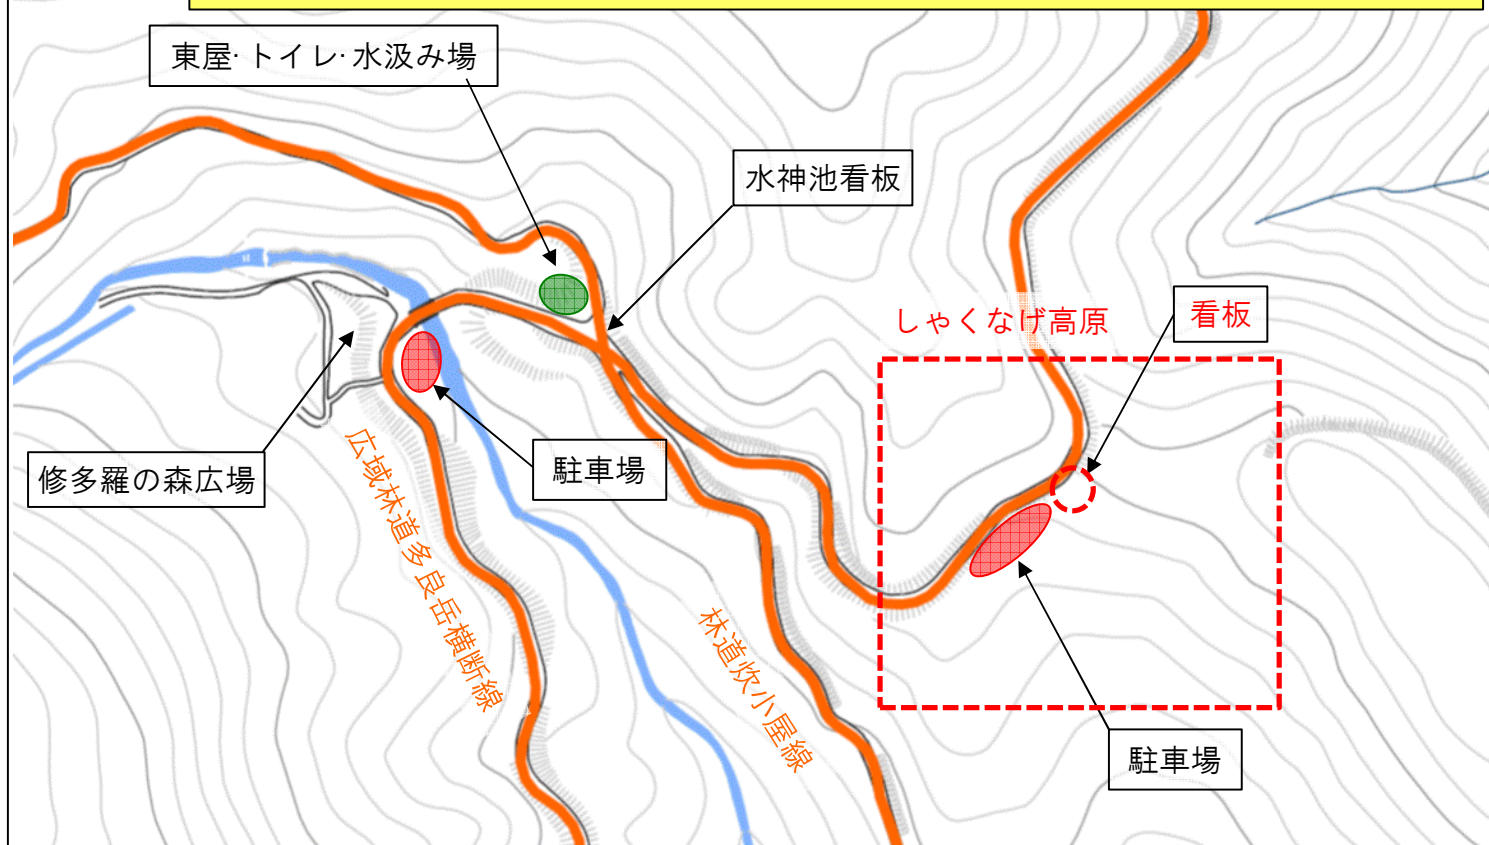 東屋・トイレ・水汲み場
水神池看板
しゃくなげ高原
看板
修多羅の森広場
駐車場
広域林道多良岳横断線
林道炊小屋線
駐車場